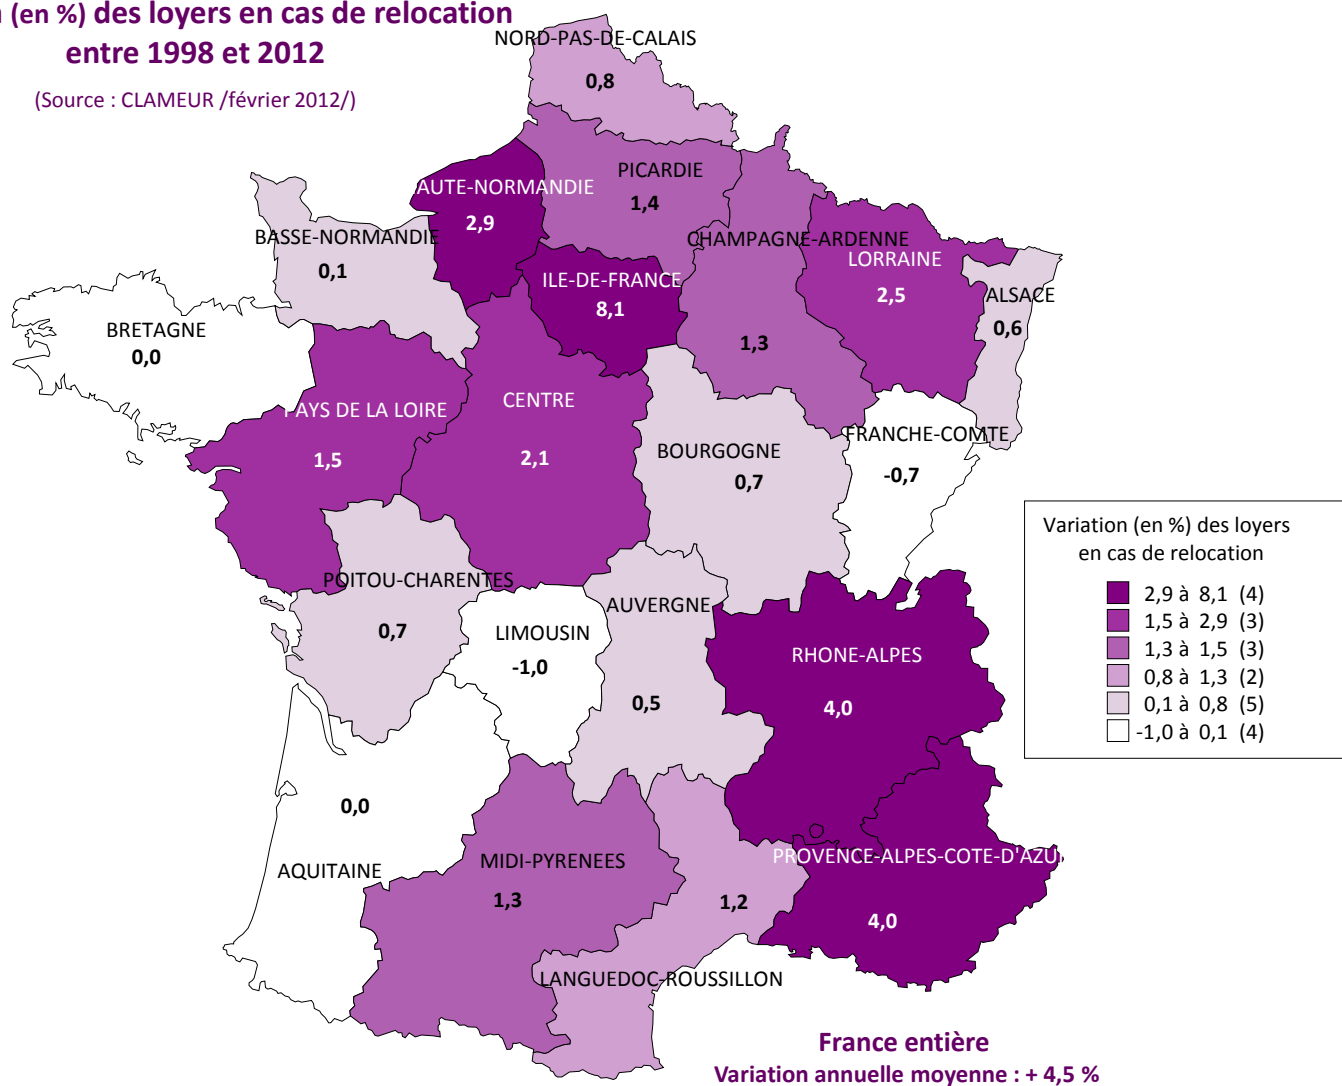 (en %) des loyers en cas de relocation
entre 1998 et 2012
(Source : CLAMEUR /février 2012/)
NORD-PAS-DE-CALAIS
0,8
PICARDIE
1,4
AUTE-NORMANDIE
2,9
BASSE-NORMANDIE
0,1
CHAMPAGNE-ARDENNE
1,3
LORRAINE
2,5
ILE-DE-FRANCE
8,1
ALSACE
0,6
BRETAGNE
0,0
PAYS DE LA LOIRE
1,5
CENTRE
2,1
BOURGOGNE
0,7
FRANCHE-COMTE
-0,7
POITOU-CHARENTES
0,7
LIMOUSIN
-1,0
AUVERGNE
0,5
RHONE-ALPES
4,0
AQUITAINE
0,0
MIDI-PYRENEES
1,3
LANGUEDOC-ROUSSILLON
1,2
PROVENCE-ALPES-COTE-D'AZU
4,0
Variation (en %) des loyers
en cas de relocation
2,9 à 8,1 (4)
1,5 à 2,9 (3)
1,3 à 1,5 (3)
0,8 à 1,3 (2)
0,1 à 0,8 (5)
-1,0 à 0,1 (4)
France entière
Variation annuelle moyenne : + 4,5 %